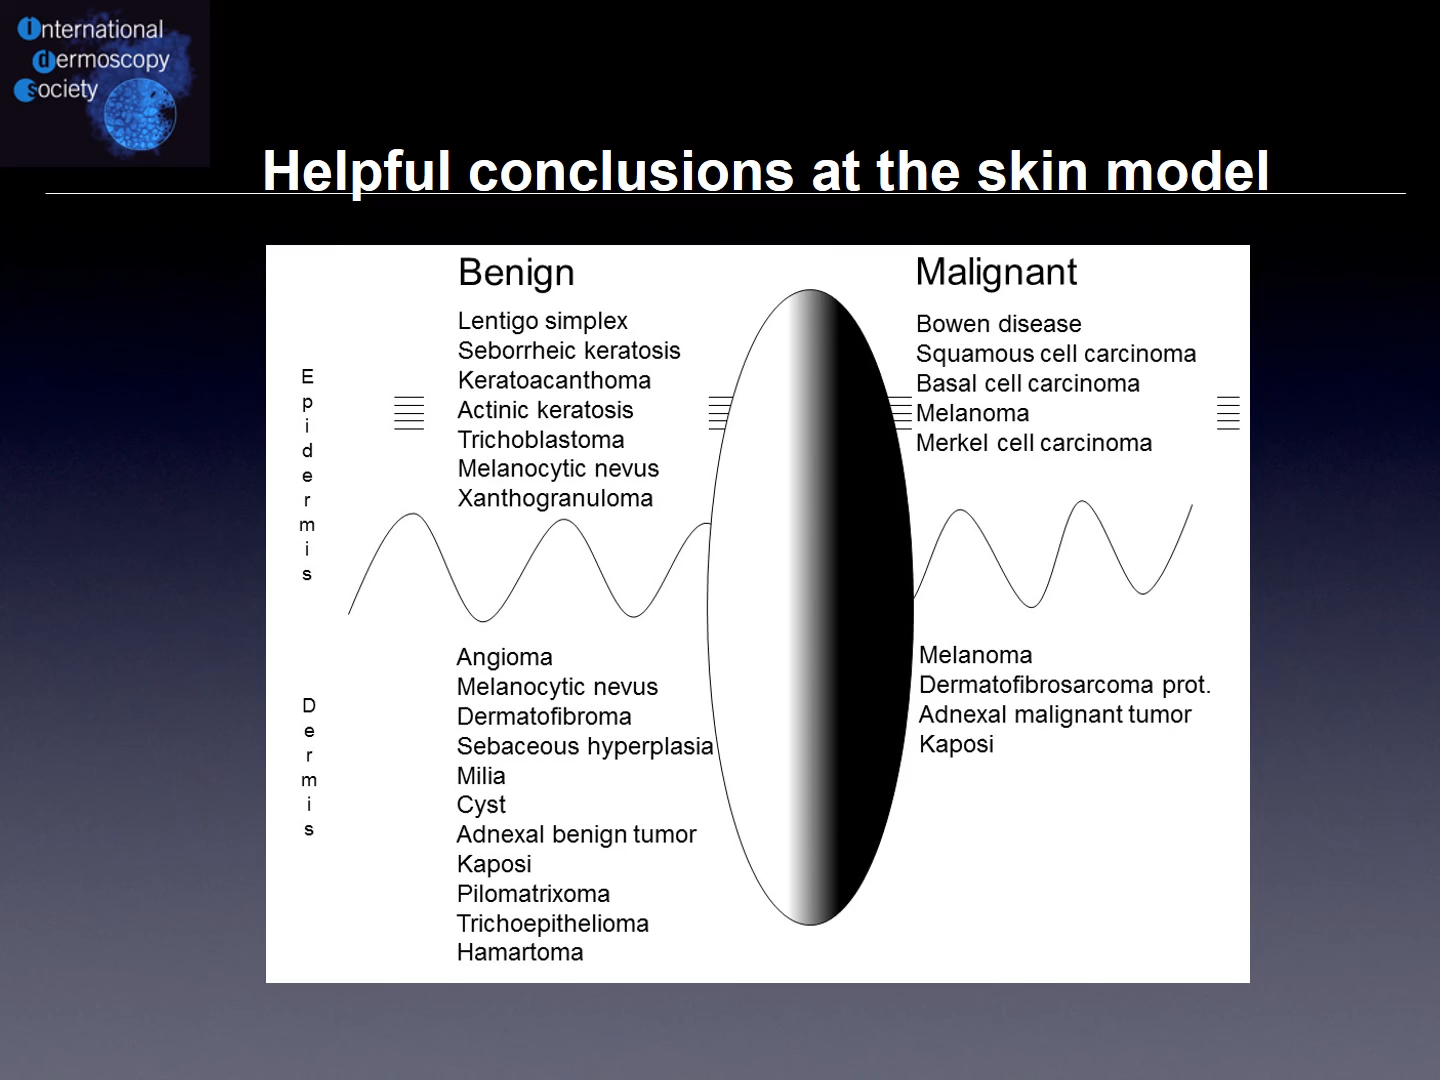 International
dermoscopy
Society
Helpful conclusions at the skin model
Benign
Malignant
Epidermis
Lentigo simplex
Seborrheic keratosis
Keratoacanthoma
Actinic keratosis
Trichoblastoma
Melanocytic nevus
Xanthogranuloma
Bowen disease
Squamous cell carcinoma
Basal cell carcinoma
Melanoma
Merkel cell carcinoma
Dermis
Angioma
Melanocytic nevus
Dermatofibroma
Sebaceous hyperplasia
Milia
Cyst
Adnexal benign tumor
Kaposi
Pilomatrixoma
Trichoepithelioma
Hamartoma
Melanoma
Dermatofibrosarcoma prot.
Adnexal malignant tumor
Kaposi